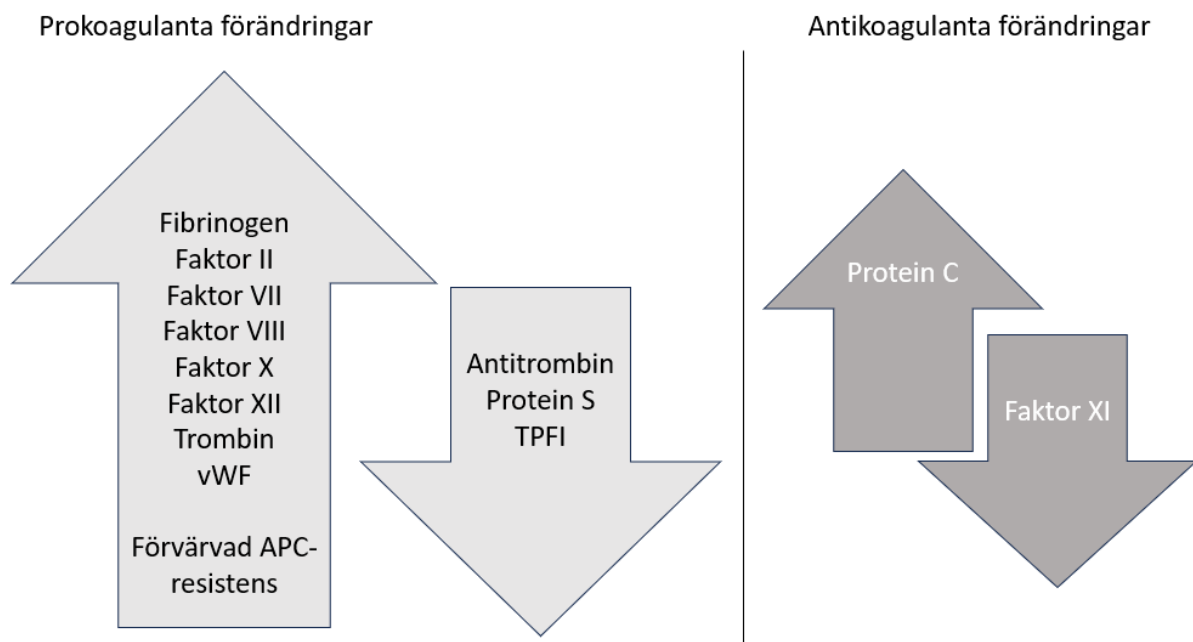 Prokoagulanta förändringar
Antikoagulanta förändringar
Fibrinogen
Faktor II
Faktor VII
Faktor VIII
Faktor X
Faktor XII
Trombin
vWF
Förvärvad APC-
resistens
Antitrombin
Protein S
TPFI
Protein C
Faktor XI